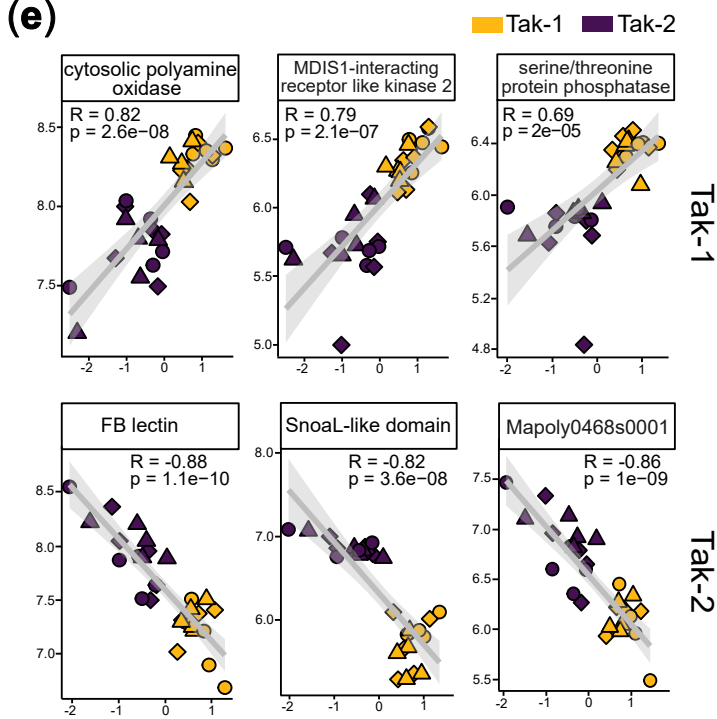 (e)
Tak-1 Tak-2
cytosolic polyamine
oxidase
R = 0.82
p = 2.6e−08
8.5
8.0
7.5
-2 -1 0 1
MDIS1-interacting
receptor like kinase 2
R = 0.79
p = 2.1e−07
6.5
6.0
5.5
5.0
-2 -1 0 1
serine/threonine
protein phosphatase
R = 0.69
p = 2e−05
6.4
6.0
5.6
5.2
4.8
-2 -1 0 1
Tak-1
FB lectin
R = -0.88
p = 1.1e−10
8.5
8.0
7.5
7.0
-2 -1 0 1
SnoaL-like domain
R = -0.82
p = 3.6e−08
8.0
7.0
6.0
-2 -1 0 1
Mapoly0468s0001
R = -0.86
p = 1e−09
7.5
7.0
6.5
6.0
5.5
-2 -1 0 1
Tak-2